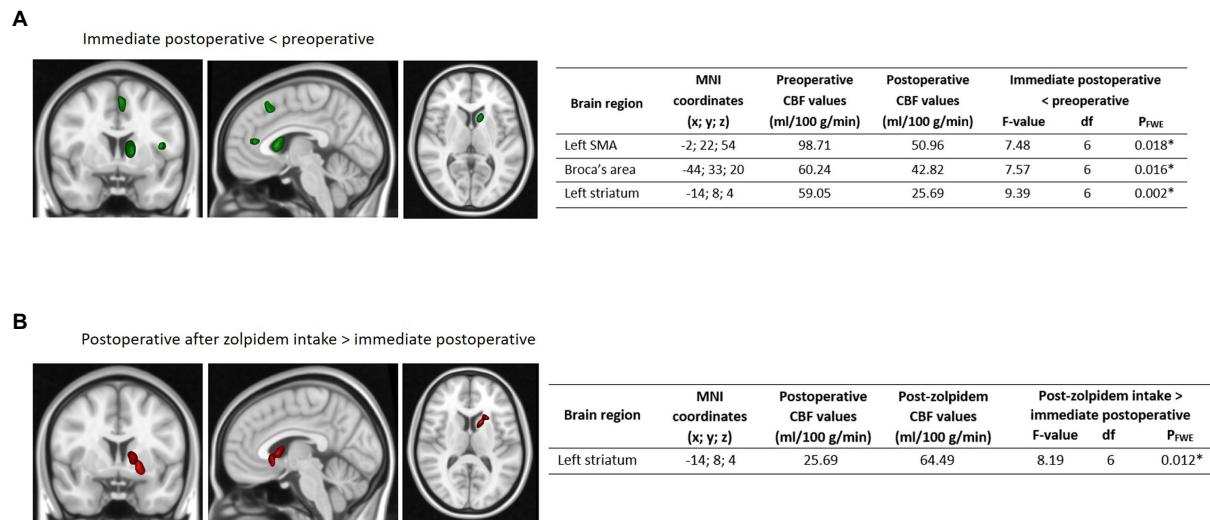 A
Immediate postoperative < preoperative
Brain region MNI coordinates (x; y; z) Preoperative CBF values (ml/100 g/min) Postoperative CBF values (ml/100 g/min) Immediate postoperative < preoperative
F-value df PFWE
Left SMA -2; 22; 54 98.71 50.96 7.48 6 0.018*
Broca's area -44; 33; 20 60.24 42.82 7.57 6 0.016*
Left striatum -14; 8; 4 59.05 25.69 9.39 6 0.002*
B
Postoperative after zolpidem intake > immediate postoperative
Brain region MNI coordinates (x; y; z) Postoperative CBF values (ml/100 g/min) Post-zolpidem CBF values (ml/100 g/min) Post-zolpidem intake > immediate postoperative
F-value df PFWE
Left striatum -14; 8; 4 25.69 64.49 8.19 6 0.012*